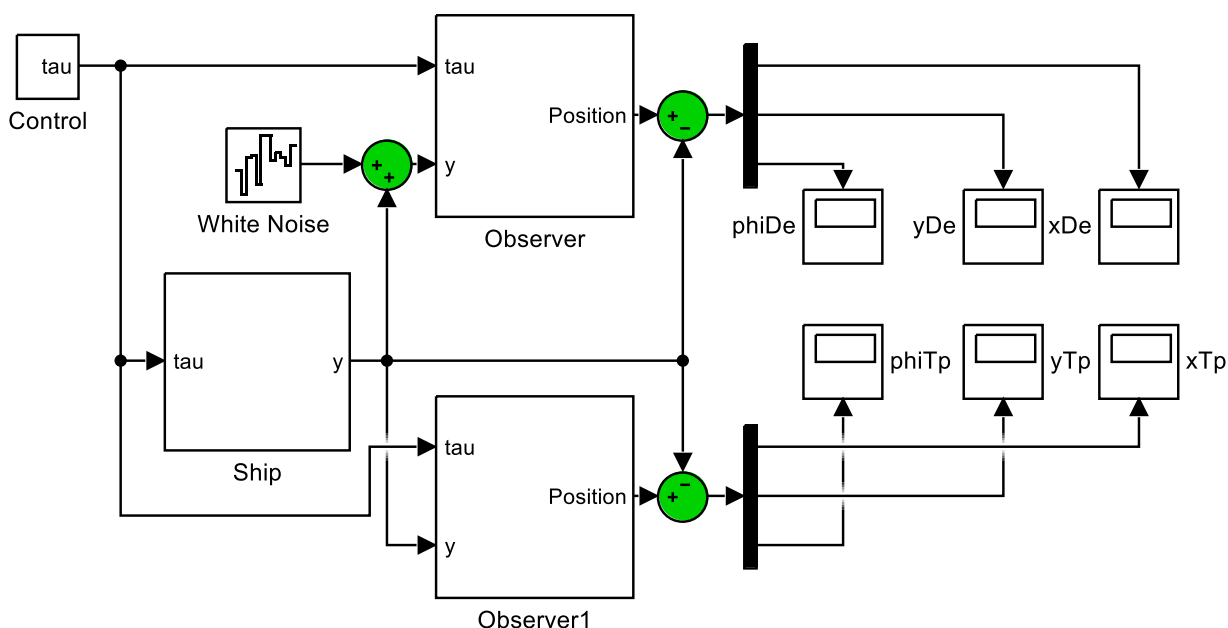 tau
Control
tau
Position
y
Observer
White Noise
+
+
+
−
phiDe
yDe
xDe
tau
y
Ship
phiTp
yTp
xTp
tau
Position
y
Observer1
−
+